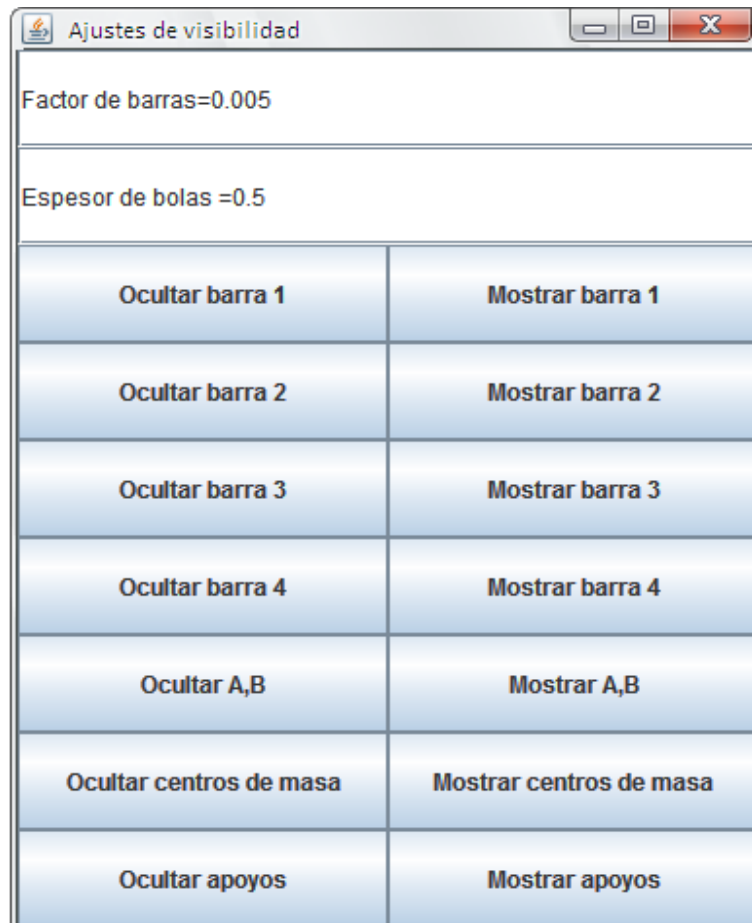 Ajustes de visibilidad
Factor de barras=0.005
Espesor de bolas =0.5
Ocultar barra 1 Mostrar barra 1
Ocultar barra 2 Mostrar barra 2
Ocultar barra 3 Mostrar barra 3
Ocultar barra 4 Mostrar barra 4
Ocultar A,B Mostrar A,B
Ocultar centros de masa Mostrar centros de masa
Ocultar apoyos Mostrar apoyos